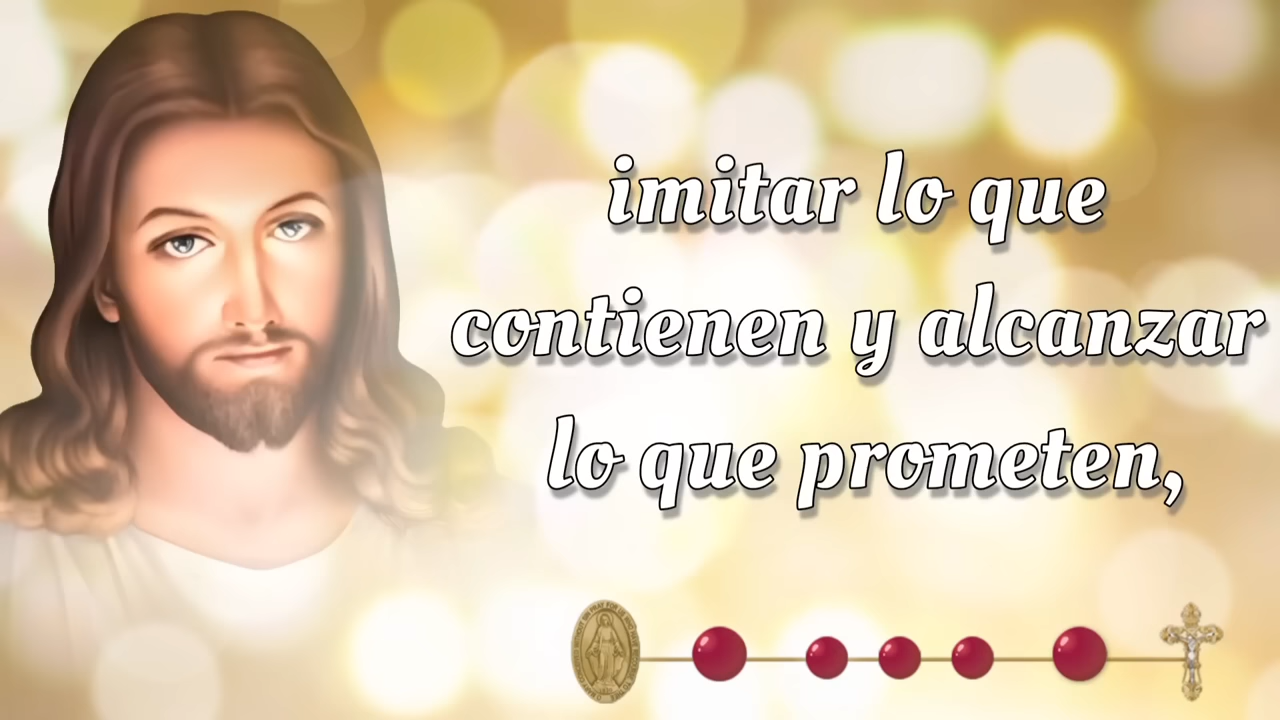 imitar lo que
contienen y alcanzar
lo que prometen,